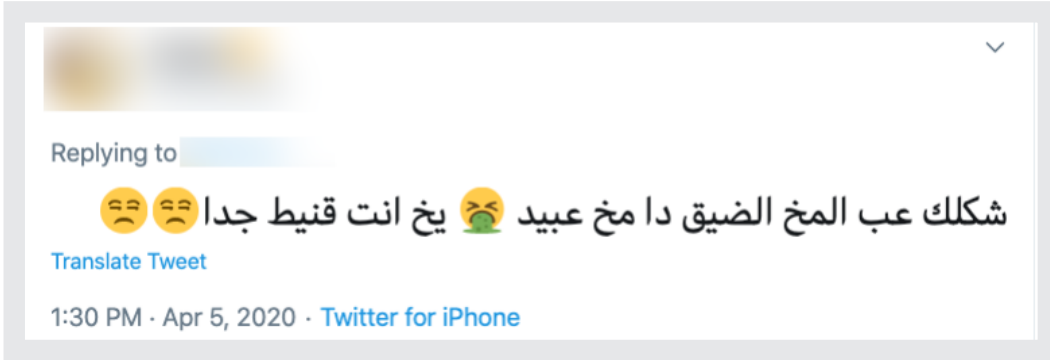 Replying to
شكلك عب المخ الضيق دا مخ عبيد 🤮 يخ انت قنيط جدا😒😒
Translate Tweet
1:30 PM · Apr 5, 2020 · Twitter for iPhone